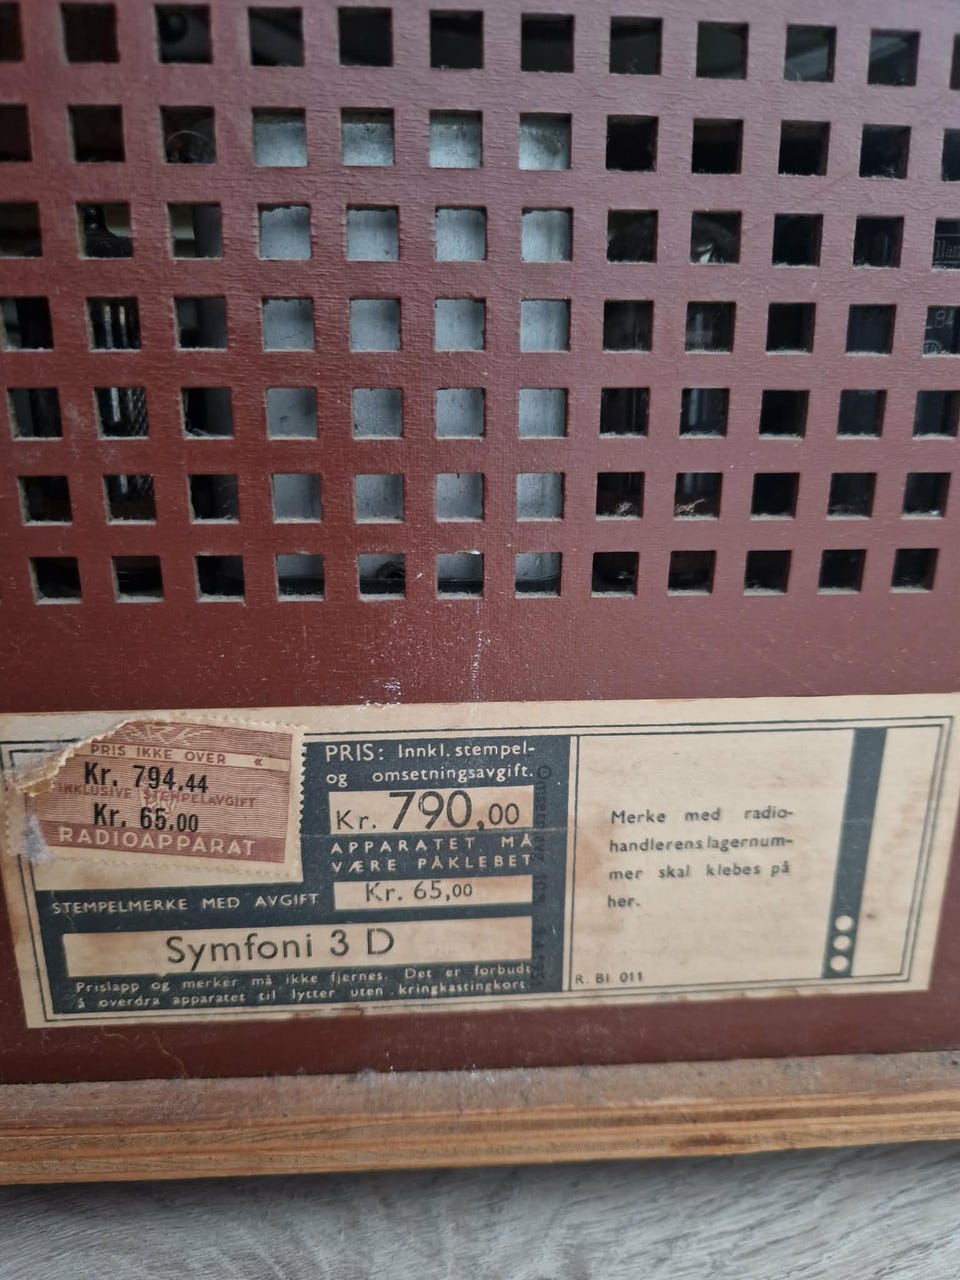 84
PRIS IKKE OVER «
Kr. 794.44
INKLUSIVE STEMPELAVGIFT
Kr. 65,00
RADIOAPPARAT
PRIS: Innkl. stempel-
og omsetningsavgift.
Kr. 790,00
APPARATET MÅ
VÆRE PÅKLEBET
STEMPELMERKE MED AVGIFT
Kr. 65,00
Symfoni 3 D
Prislapp og merker må ikke fjernes. Det er forbudt
å overdra apparatet til lytter uten kringkastingkort.
Merke med radio-
handlerens lagernum-
mer skal klebes på
her.
R. Bl. 011